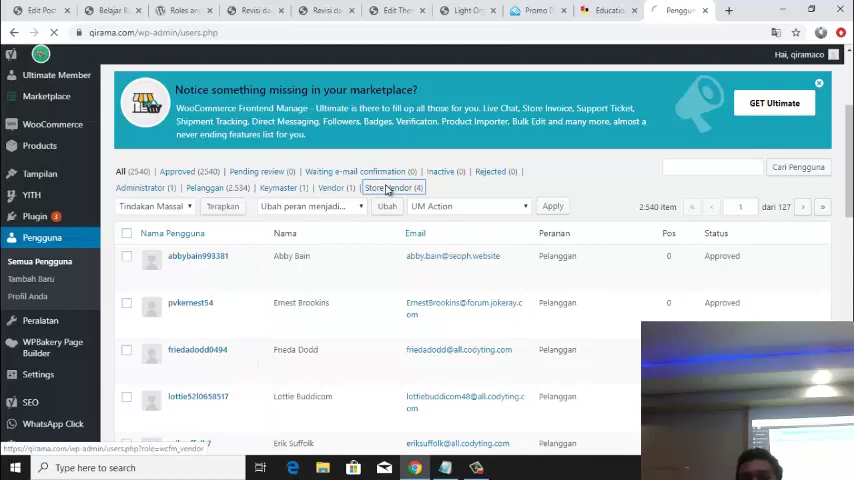 Edit Post
Belajar B
Roles an
Revisi da
Revisi da
Edit The
Light Org
Promo D
Educatio
Penggun
qirama.com/wp-admin/users.php
Hai, qiramaco
Ultimate Member
Marketplace
WooCommerce
Products
Tampilan
YITH
Plugin 3
Pengguna
Semua Pengguna
Tambah Baru
Profil Anda
Peralatan
WPBakery Page
Builder
Settings
SEO
WhatsApp Click
Notice something missing in your marketplace?
WooCommerce Frontend Manage - Ultimate is there to fill up all those for you. Live Chat, Store Invoice, Support Ticket,
Shipment Tracking, Direct Messaging, Followers, Badges, Verificaton, Product Importer, Bulk Edit and many more, almost a
never ending features list for you.
GET Ultimate
All (2540) | Approved (2540) | Pending review (0) | Waiting e-mail confirmation (0) | Inactive (0) | Rejected (0) |
Administrator (1) | Pelanggan (2.534) | Keymaster (1) | Vendor (1) | Store Vendor (4)
Cari Pengguna
Tindakan Massal
Terapkan
Ubah peran menjadi...
Ubah
UM Action
Apply
2.540 item « ‹ 1 dari 127 › »
Nama Pengguna Nama Email Peranan Pos Status
abbybain993381 Abby Bain abby.bain@seoph.website Pelanggan 0 Approved
pvkernest54 Ernest Brookins ErnestBrookins@forum.jokeray.c
om Pelanggan 0 Approved
friedadodd0494 Frieda Dodd friedadodd@all.codyting.com Pelanggan
lottie52l0658517 Lottie Buddicom lottiebuddicom48@all.codyting.c
om Pelanggan
Erik Suffolk eriksuffolk@all.codyting.com Pelanggan
https://qirama.com/wp-admin/users.php?role=wcfm_vendor
Type here to search